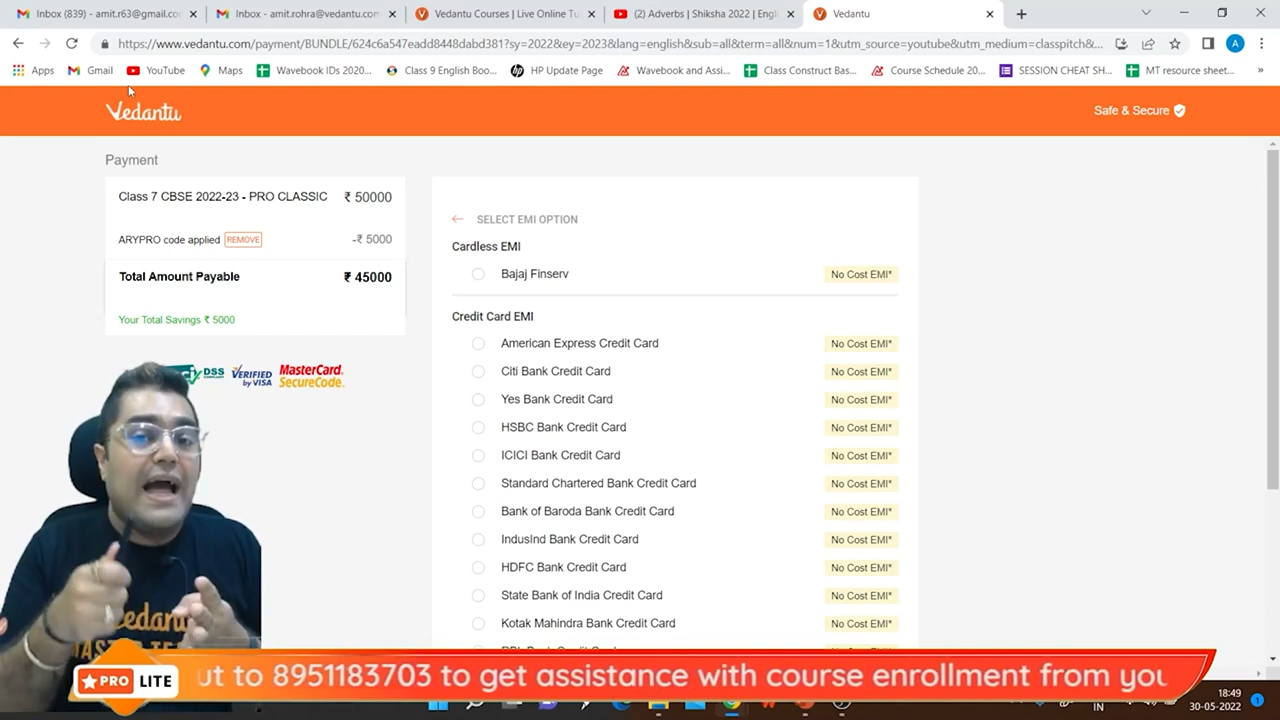 Inbox (839) - amit.r63@gmail.co
Inbox - amit.rohra@vedantu.com
Vedantu Courses | Live Online Tu
(2) Adverbs | Shiksha 2022 | Engl
Vedantu
https://www.vedantu.com/payment/BUNDLE/624c6a547eadd8448dabd381?sy=2022&ey=2023&lang=english&sub=all&term=all&num=1&utm_source=youtube&utm_medium=classpitch&...
A
Apps
Gmail
YouTube
Maps
Wavebook IDs 2020...
Class 9 English Boo...
HP Update Page
Wavebook and Assi...
Class Construct Bas...
Course Schedule 20...
SESSION CHEAT SH...
MT resource sheet...
»
Vedantu
Safe & Secure
Payment
Class 7 CBSE 2022-23 - PRO CLASSIC ₹ 50000
ARYPRO code applied REMOVE -₹ 5000
Total Amount Payable ₹ 45000
Your Total Savings ₹ 5000
DSS
VERIFIED by VISA
MasterCard. SecureCode.
SELECT EMI OPTION
Cardless EMI
Bajaj Finserv No Cost EMI*
Credit Card EMI
American Express Credit Card No Cost EMI*
Citi Bank Credit Card No Cost EMI*
Yes Bank Credit Card No Cost EMI*
HSBC Bank Credit Card No Cost EMI*
ICICI Bank Credit Card No Cost EMI*
Standard Chartered Bank Credit Card No Cost EMI*
Bank of Baroda Bank Credit Card No Cost EMI*
IndusInd Bank Credit Card No Cost EMI*
HDFC Bank Credit Card No Cost EMI*
State Bank of India Credit Card No Cost EMI*
Kotak Mahindra Bank Credit Card No Cost EMI*
Vedantu
PRO LITE
ut to 8951183703 to get assistance with course enrollment from you
IN
18:49
30-05-2022